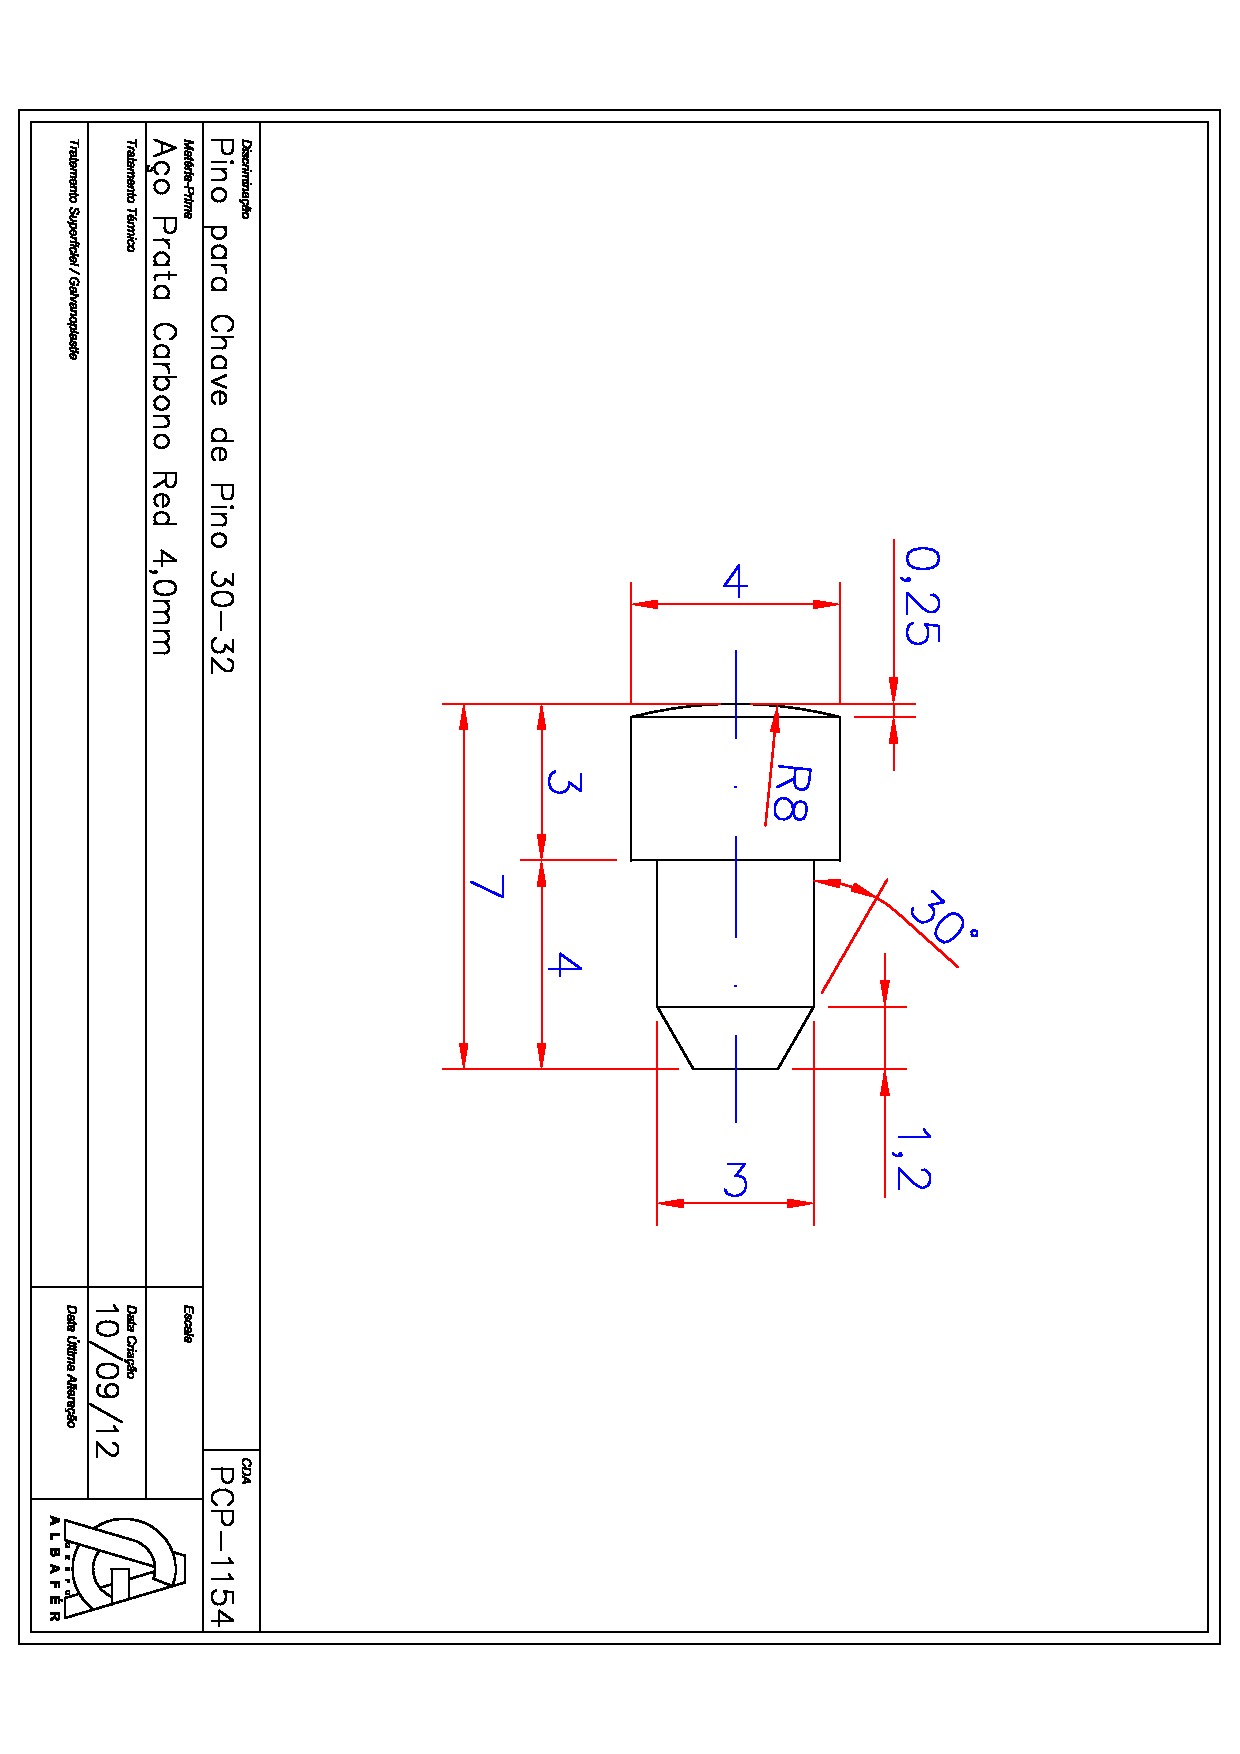 0,25
4
R8
3
7
4
30°
1,2
3
Discriminação
Pino para Chave de Pino 30-32
CDA
PCP-1154
Matéria-Prima
Aço Prata Carbono Red 4,0mm
Escala
Tratamento Térmico
Data Criação
10/09/12
Tratamento Superficial / Galvanoplastia
Data Última Alteração
GRUPO
ALBAFÉR